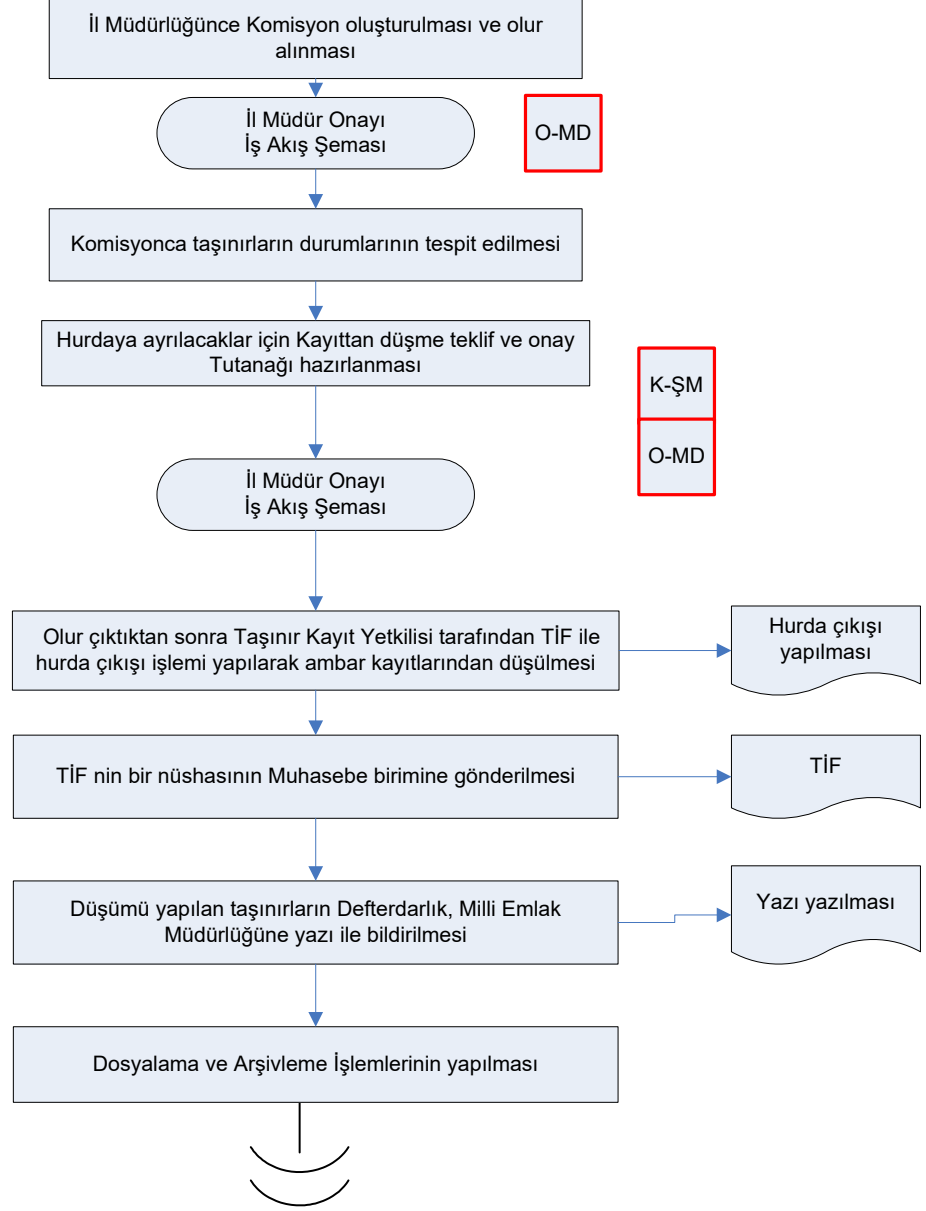 İl Müdürlüğünce Komisyon oluşturulması ve olur
alınması
İl Müdür Onayı
İş Akış Şeması
O-MD
Komisyonca taşınırların durumlarının tespit edilmesi
Hurdaya ayrılacaklar için Kayıttan düşme teklif ve onay
Tutanağı hazırlanması
K-ŞM
O-MD
İl Müdür Onayı
İş Akış Şeması
Olur çıktıktan sonra Taşınır Kayıt Yetkilisi tarafından TİF ile
hurda çıkışı işlemi yapılarak ambar kayıtlarından düşülmesi
Hurda çıkışı
yapılması
TİF nin bir nüshasının Muhasebe birimine gönderilmesi
TİF
Düşümü yapılan taşınırların Defterdarlık, Milli Emlak
Müdürlüğüne yazı ile bildirilmesi
Yazı yazılması
Dosyalama ve Arşivleme İşlemlerinin yapılması